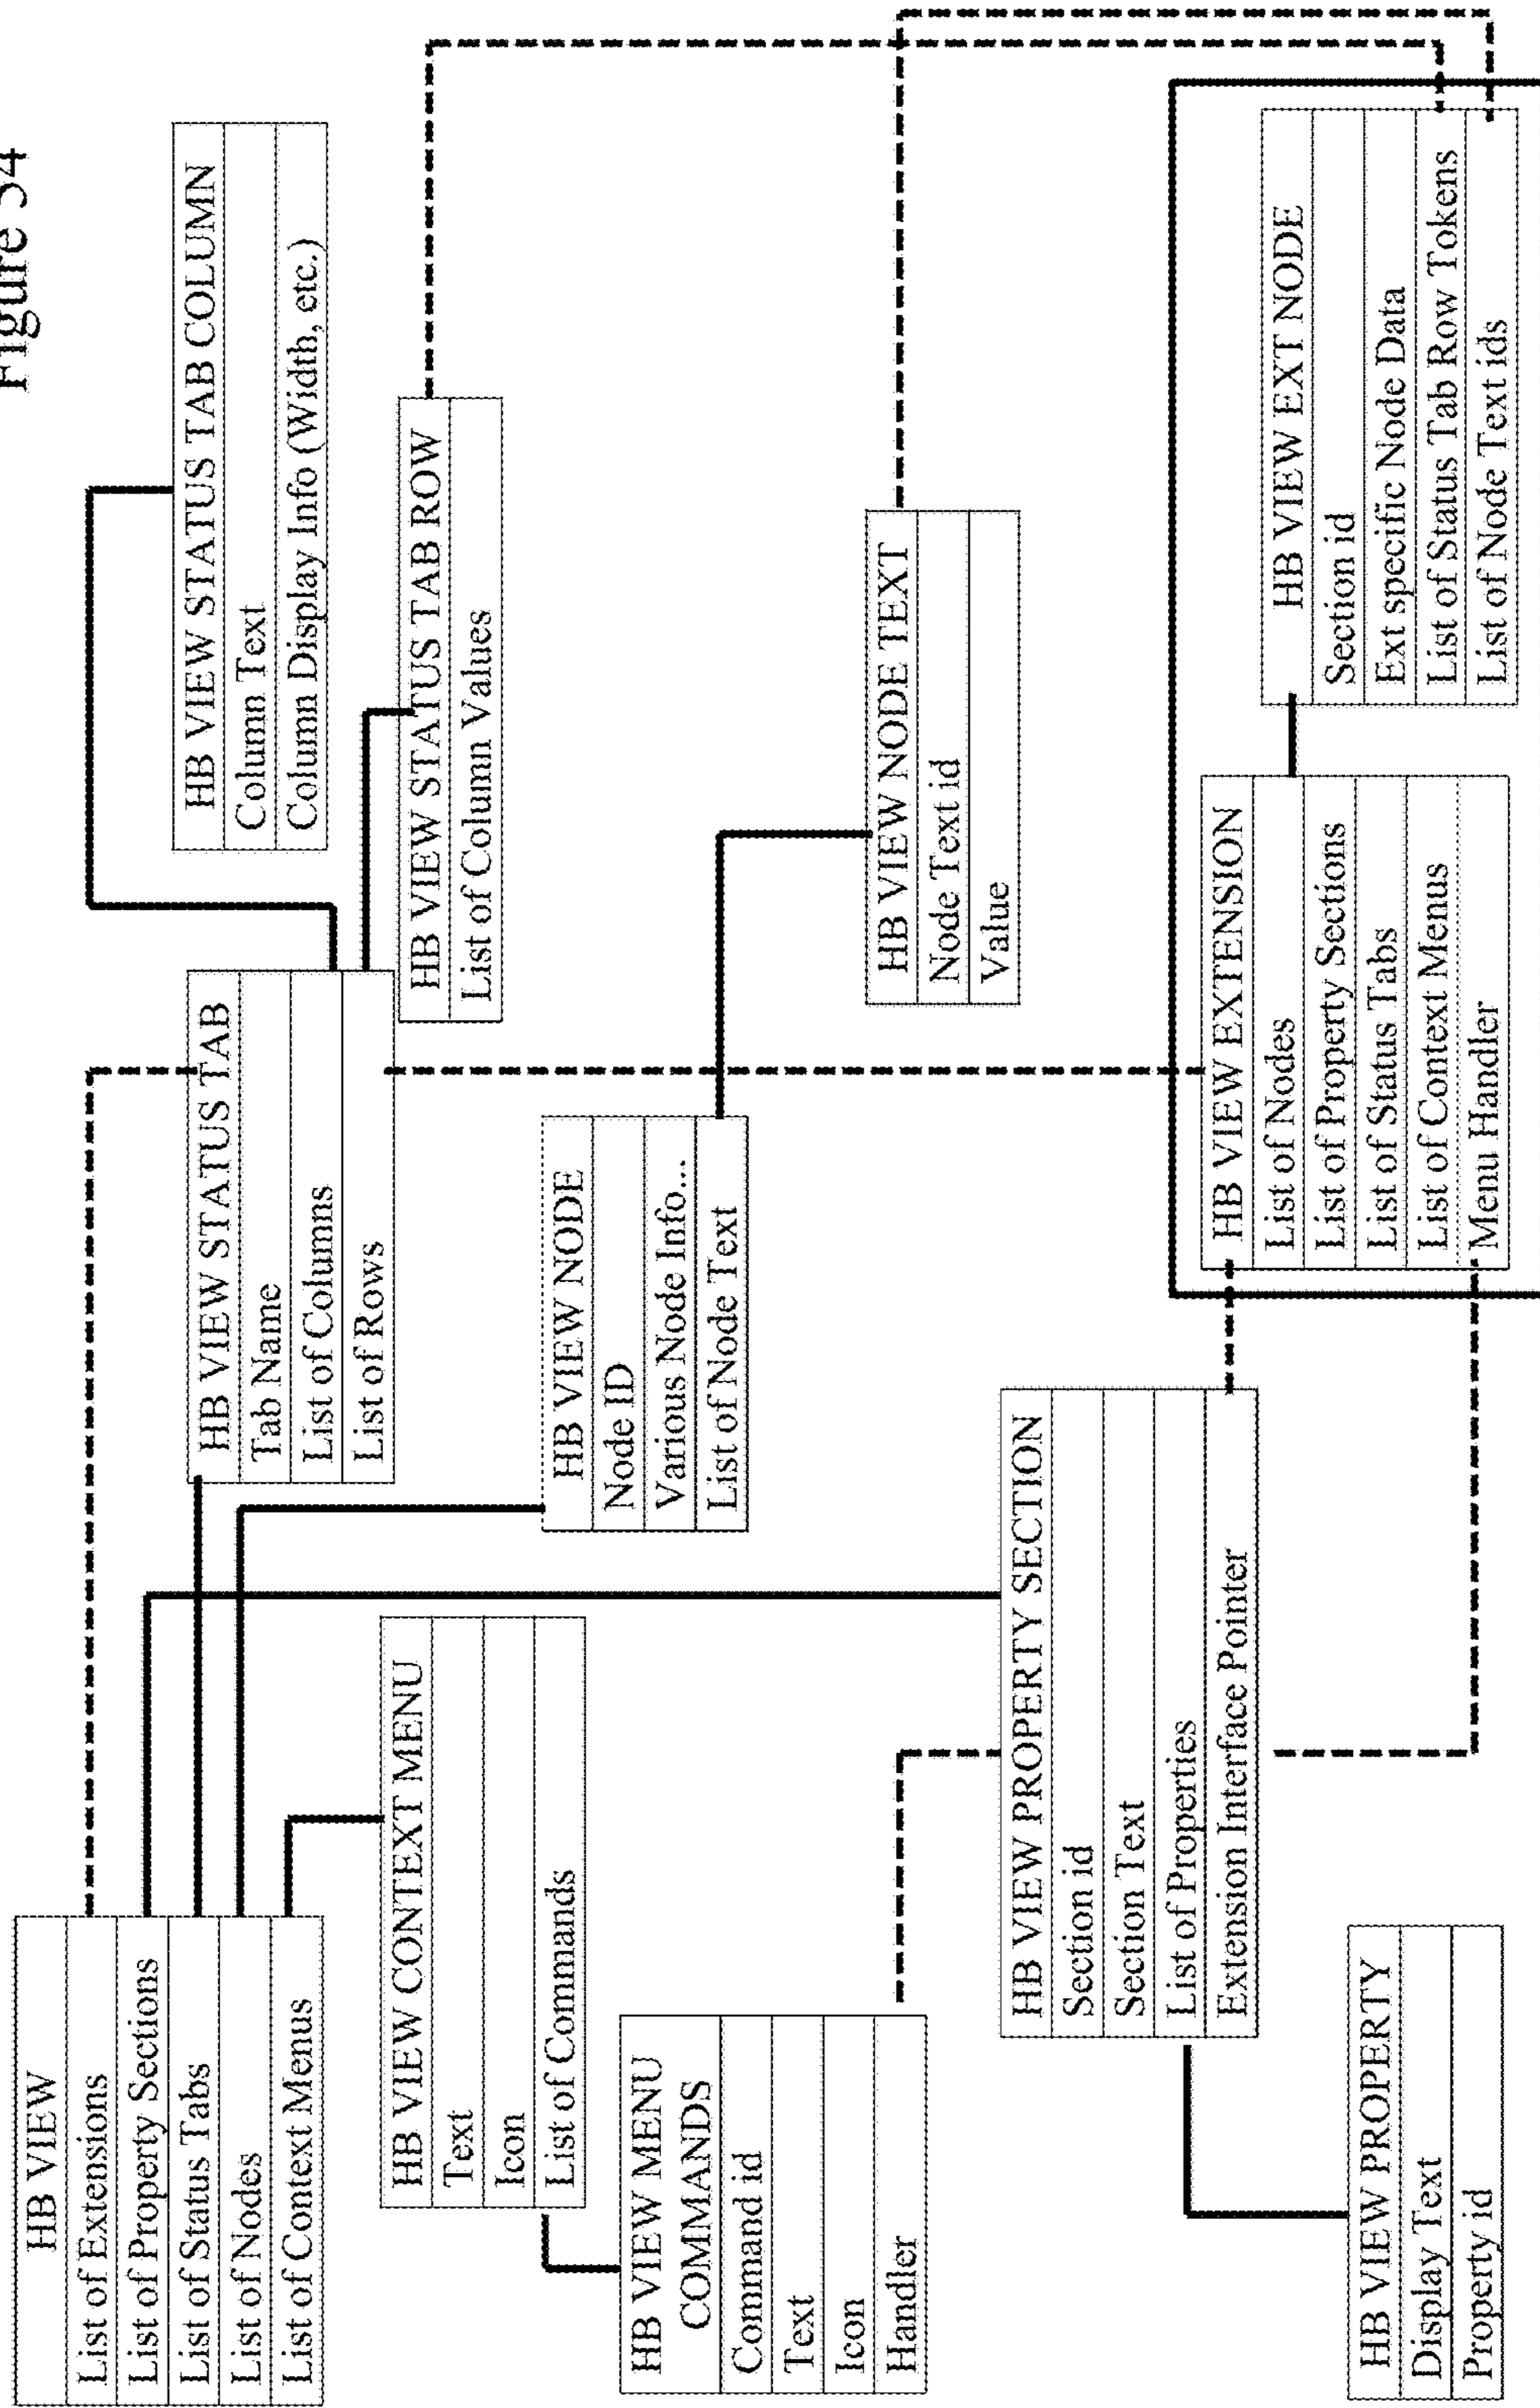 Figure 34
HB VIEW
List of Extensions
List of Property Sections
List of Status Tabs
List of Nodes
List of Context Menus
HB VIEW STATUS TAB
Tab Name
List of Columns
List of Rows
HB VIEW STATUS TAB COLUMN
Column Text
Column Display Info (Width, etc.)
HB VIEW STATUS TAB ROW
List of Column Values
HB VIEW CONTEXT MENU
Text
Icon
List of Commands
HB VIEW NODE
Node ID
Various Node Info...
List of Node Text
HB VIEW MENU
COMMANDS
Command id
Text
Icon
Handler
HB VIEW NODE TEXT
Node Text id
Value
HB VIEW PROPERTY SECTION
Section id
Section Text
List of Properties
Extension Interface Pointer
HB VIEW PROPERTY
Display Text
Property id
HB VIEW EXTENSION
List of Nodes
List of Property Sections
List of Status Tabs
List of Context Menus
Menu Handler
HB VIEW EXT NODE
Section id
Ext specific Node Data
List of Status Tab Row Tokens
List of Node Text ids